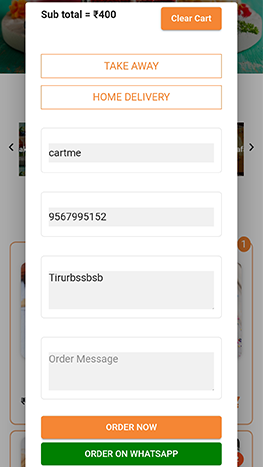 Sub total = ₹400
Clear Cart
TAKE AWAY
HOME DELIVERY
cartme
9567995152
Tirurbssbsb
1
Order Message
ORDER NOW
ORDER ON WHATSAPP